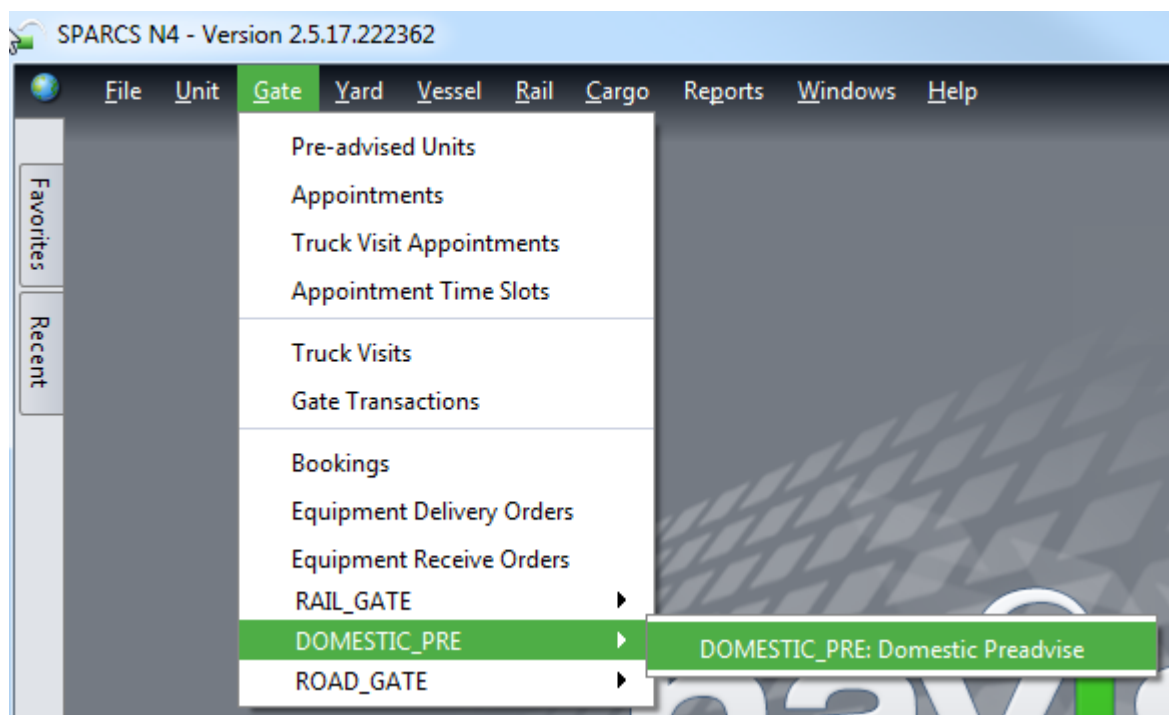 SPARCS N4 - Version 2.5.17.222362
File Unit Gate Yard Vessel Rail Cargo Reports Windows Help
Favorites
Recent
Pre-advised Units
Appointments
Truck Visit Appointments
Appointment Time Slots
Truck Visits
Gate Transactions
Bookings
Equipment Delivery Orders
Equipment Receive Orders
RAIL_GATE
DOMESTIC_PRE
DOMESTIC_PRE: Domestic Preadvise
ROAD_GATE